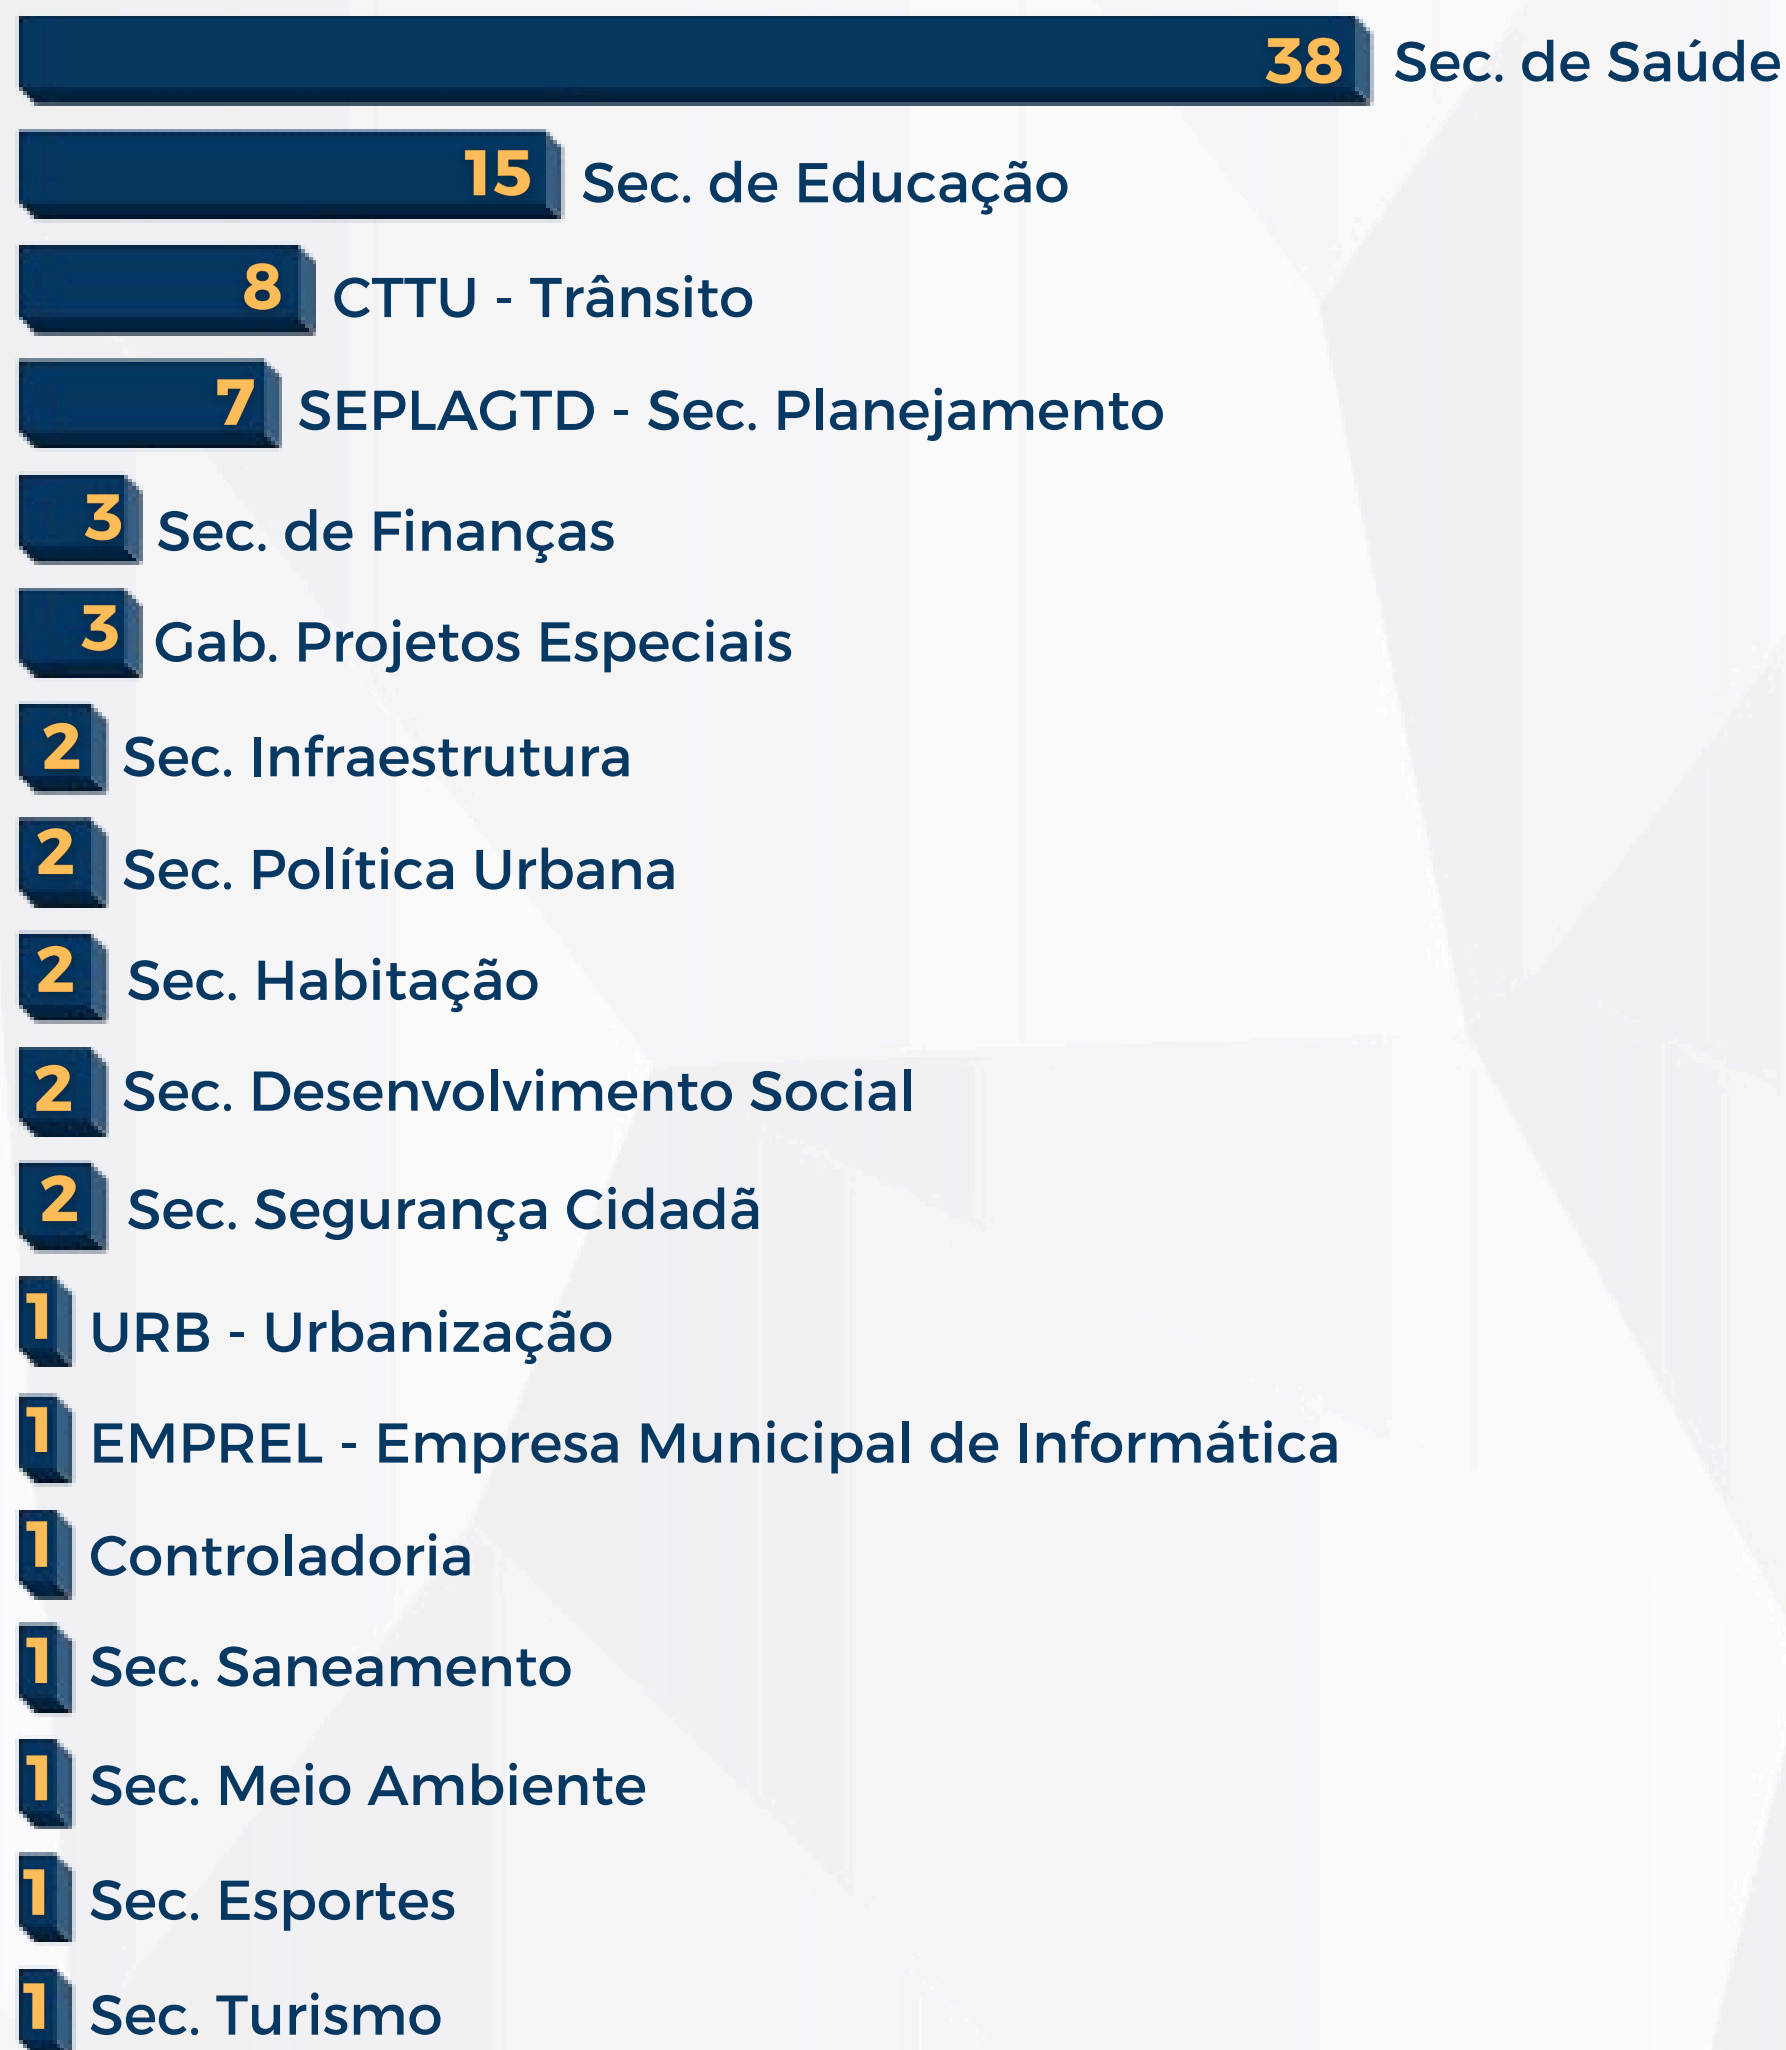 38 Sec. de Saúde
15 Sec. de Educação
8 CTTU - Trânsito
7 SEPLAGTD - Sec. Planejamento
3 Sec. de Finanças
3 Gab. Projetos Especiais
2 Sec. Infraestrutura
2 Sec. Política Urbana
2 Sec. Habitação
2 Sec. Desenvolvimento Social
2 Sec. Segurança Cidadã
1 URB - Urbanização
1 EMPREL - Empresa Municipal de Informática
1 Controladoria
1 Sec. Saneamento
1 Sec. Meio Ambiente
1 Sec. Esportes
1 Sec. Turismo